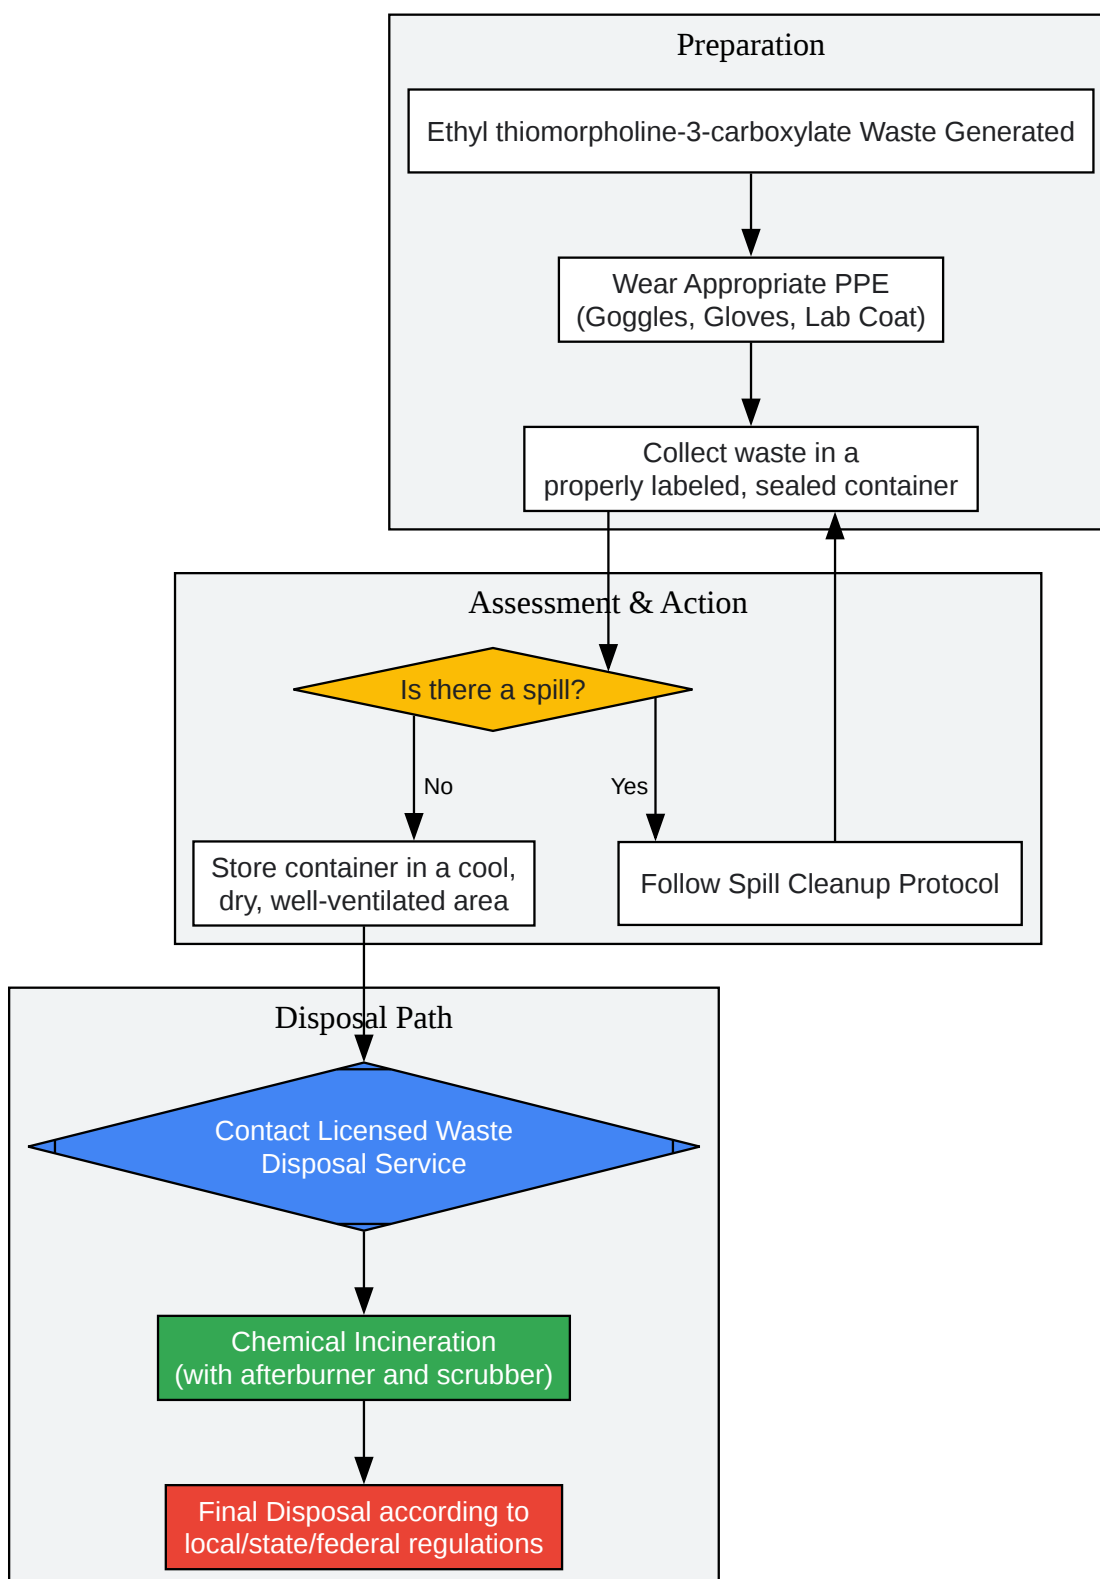 Preparation
Ethyl thiomorpholine-3-carboxylate Waste Generated
Wear Appropriate PPE
(Goggles, Gloves, Lab Coat)
Collect waste in a
properly labeled, sealed container
Assessment & Action
Is there a spill?
No
Yes
Store container in a cool,
dry, well-ventilated area
Follow Spill Cleanup Protocol
Disposal Path
Contact Licensed Waste
Disposal Service
Chemical Incineration
(with afterburner and scrubber)
Final Disposal according to
local/state/federal regulations